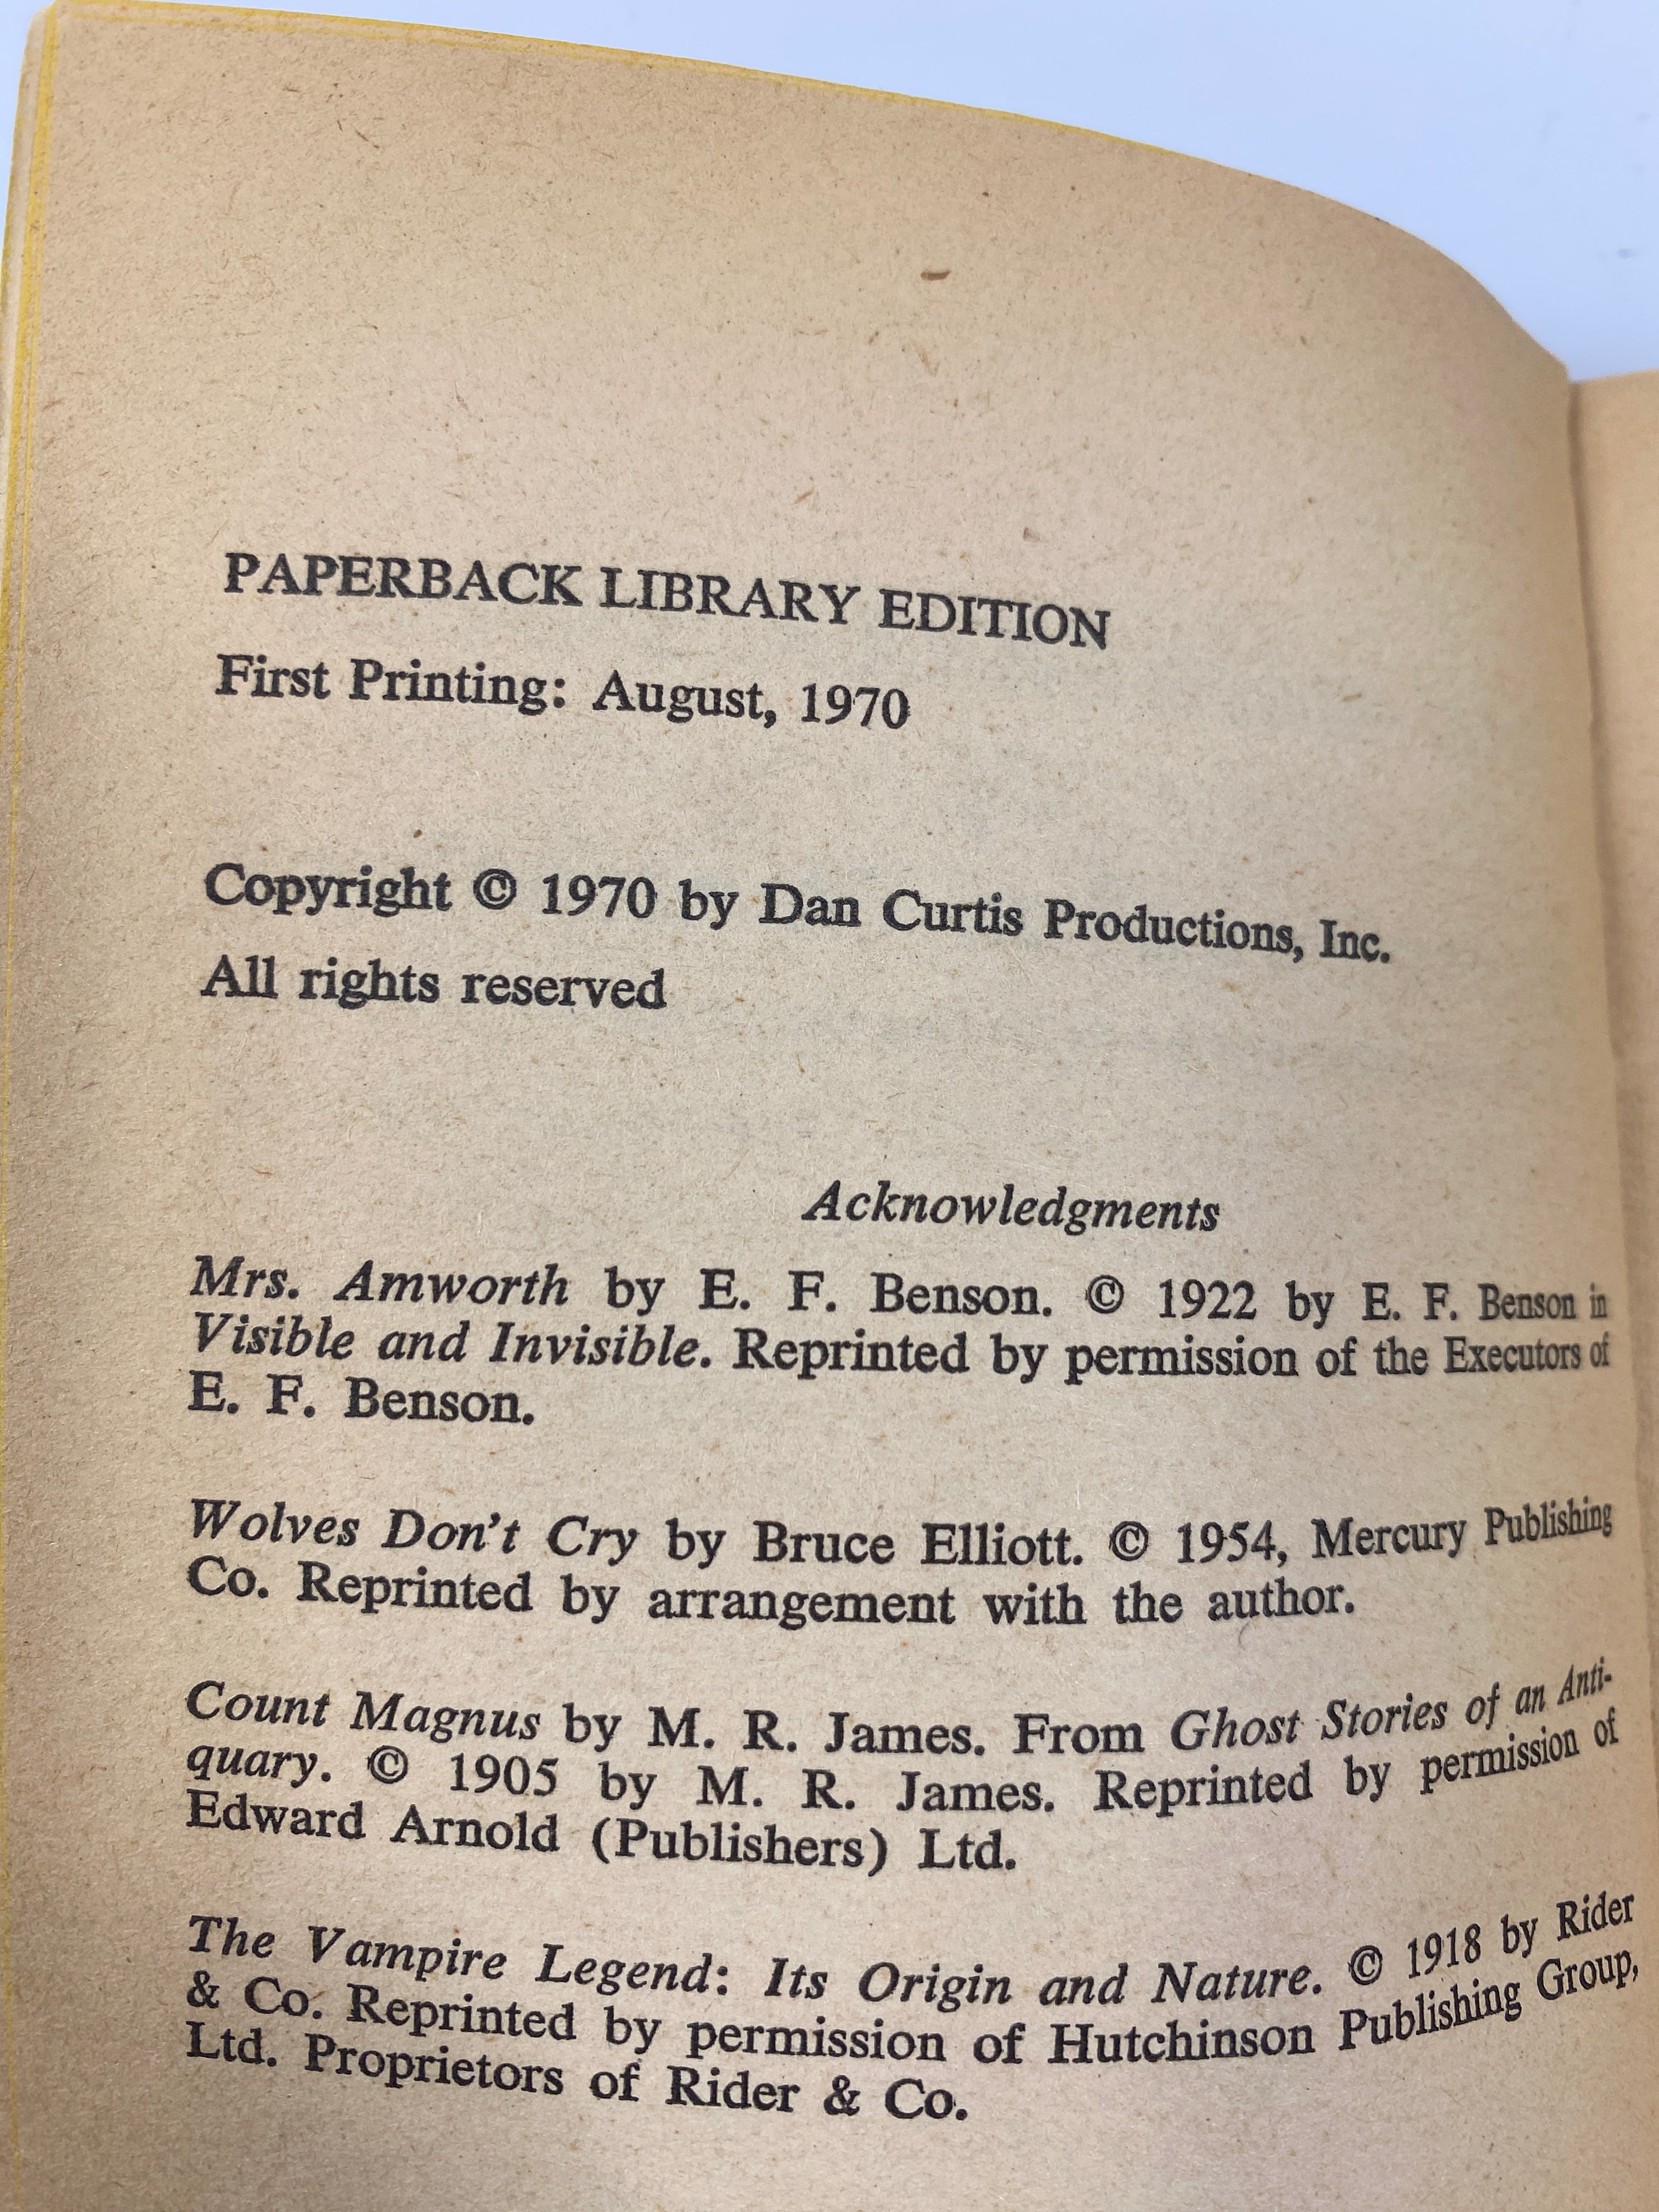 PAPERBACK LIBRARY EDITION
First Printing: August, 1970
Copyright © 1970 by Dan Curtis Productions, Inc.
All rights reserved
Acknowledgments
Mrs. Amworth by E. F. Benson. © 1922 by E. F. Benson in
Visible and Invisible. Reprinted by permission of the Executors of
E. F. Benson.
Wolves Don't Cry by Bruce Elliott. © 1954, Mercury Publishing
Co. Reprinted by arrangement with the author.
Count Magnus by M. R. James. From Ghost Stories of an Anti-
quary. © 1905 by M. R. James. Reprinted by permission of
Edward Arnold (Publishers) Ltd.
The Vampire Legend: Its Origin and Nature. © 1918 by Rider
& Co. Reprinted by permission of Hutchinson Publishing Group,
Ltd. Proprietors of Rider & Co.